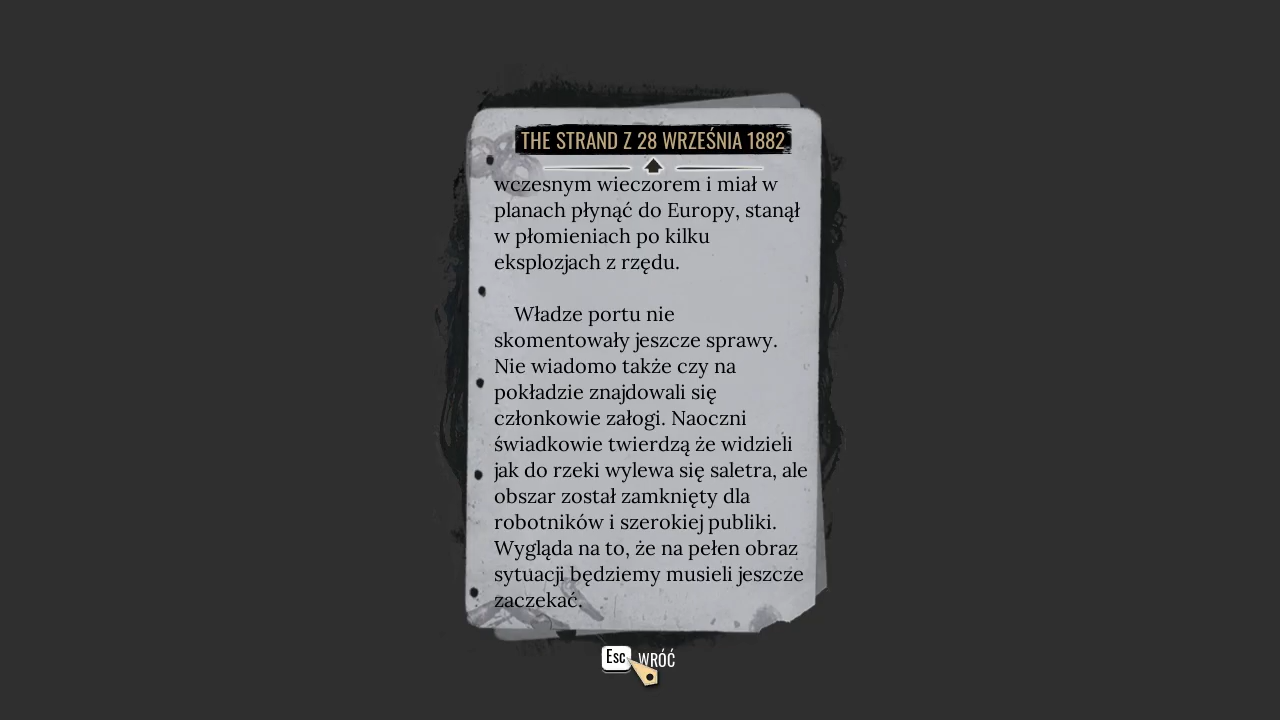 THE STRAND Z 28 WRZEŚNIA 1882
wczesnym wieczorem i miał w
planach płynąć do Europy, stanął
w płomieniach po kilku
eksplozjach z rzędu.
Władze portu nie
skomentowały jeszcze sprawy.
Nie wiadomo także czy na
pokładzie znajdowali się
członkowie załogi. Naoczni
świadkowie twierdzą że widzieli
jak do rzeki wylewa się saletra, ale
obszar został zamknięty dla
robotników i szerokiej publiki.
Wygląda na to, że na pełen obraz
sytuacji będziemy musieli jeszcze
zaczekać.
Esc WRÓĆ